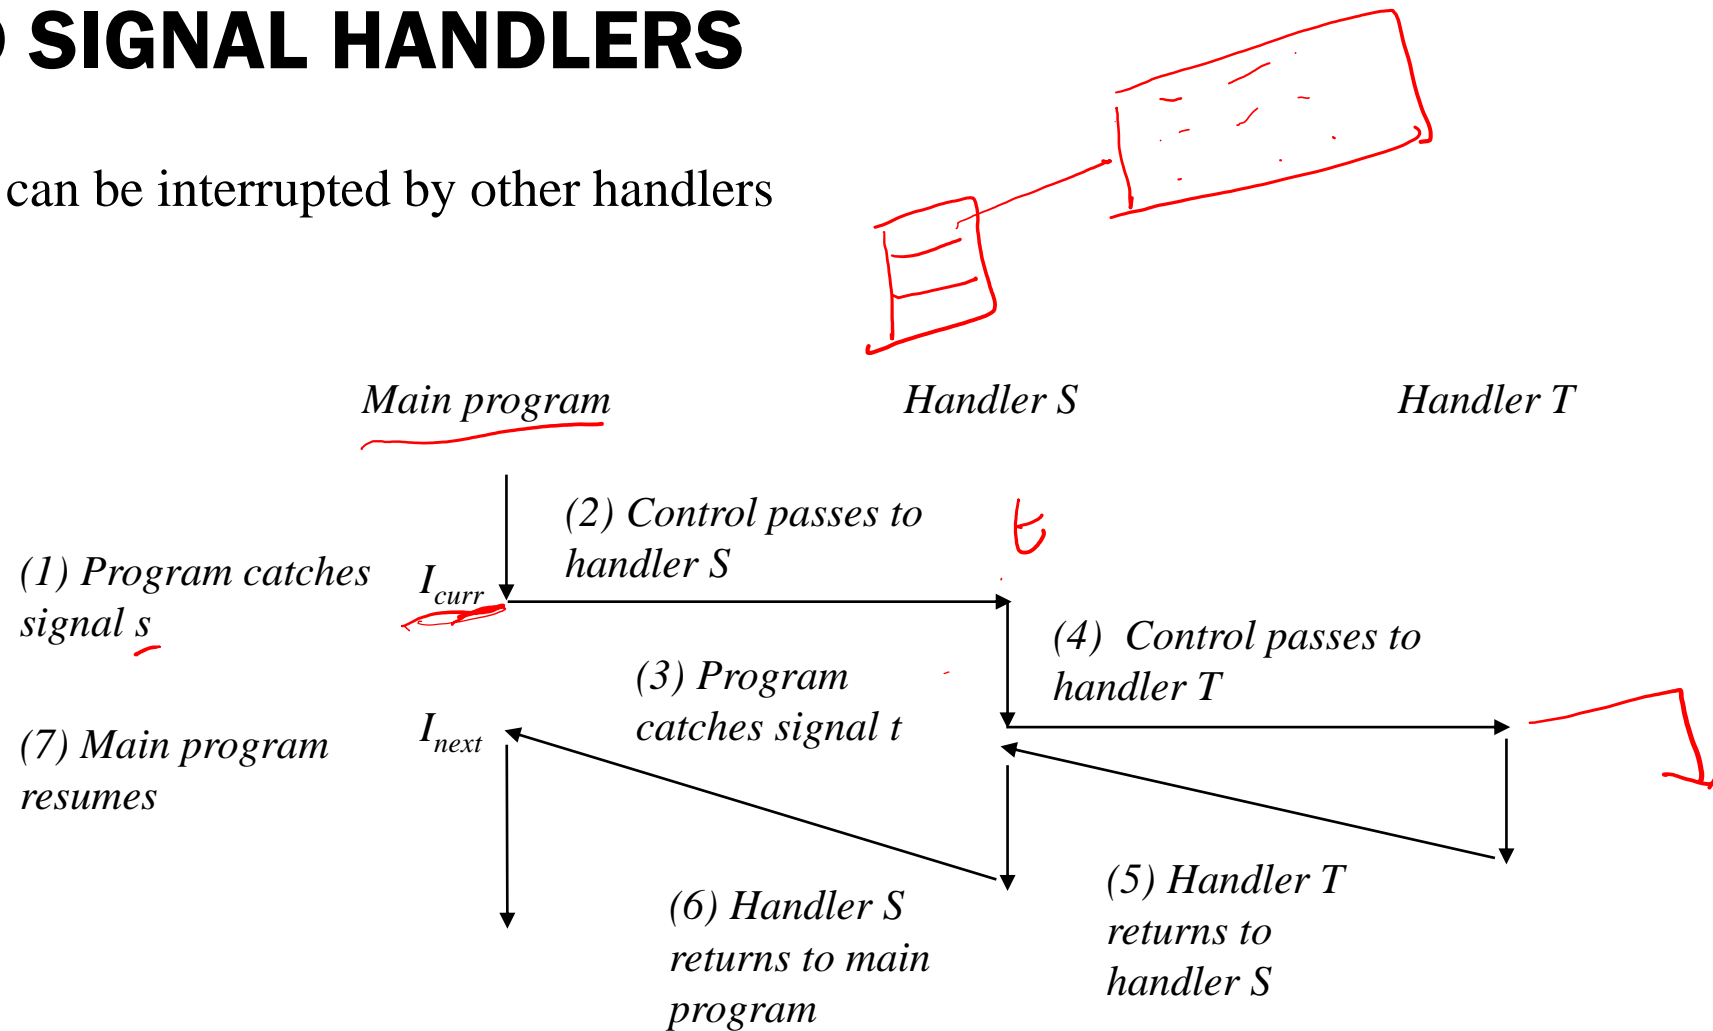 SIGNAL HANDLERS
can be interrupted by other handlers
Main program
Handler S
Handler T
(2) Control passes to
handler S
t
(1) Program catches
signal s
I_curr
(4) Control passes to
handler T
(3) Program
catches signal t
(7) Main program
resumes
I_next
(5) Handler T
returns to
handler S
(6) Handler S
returns to main
program